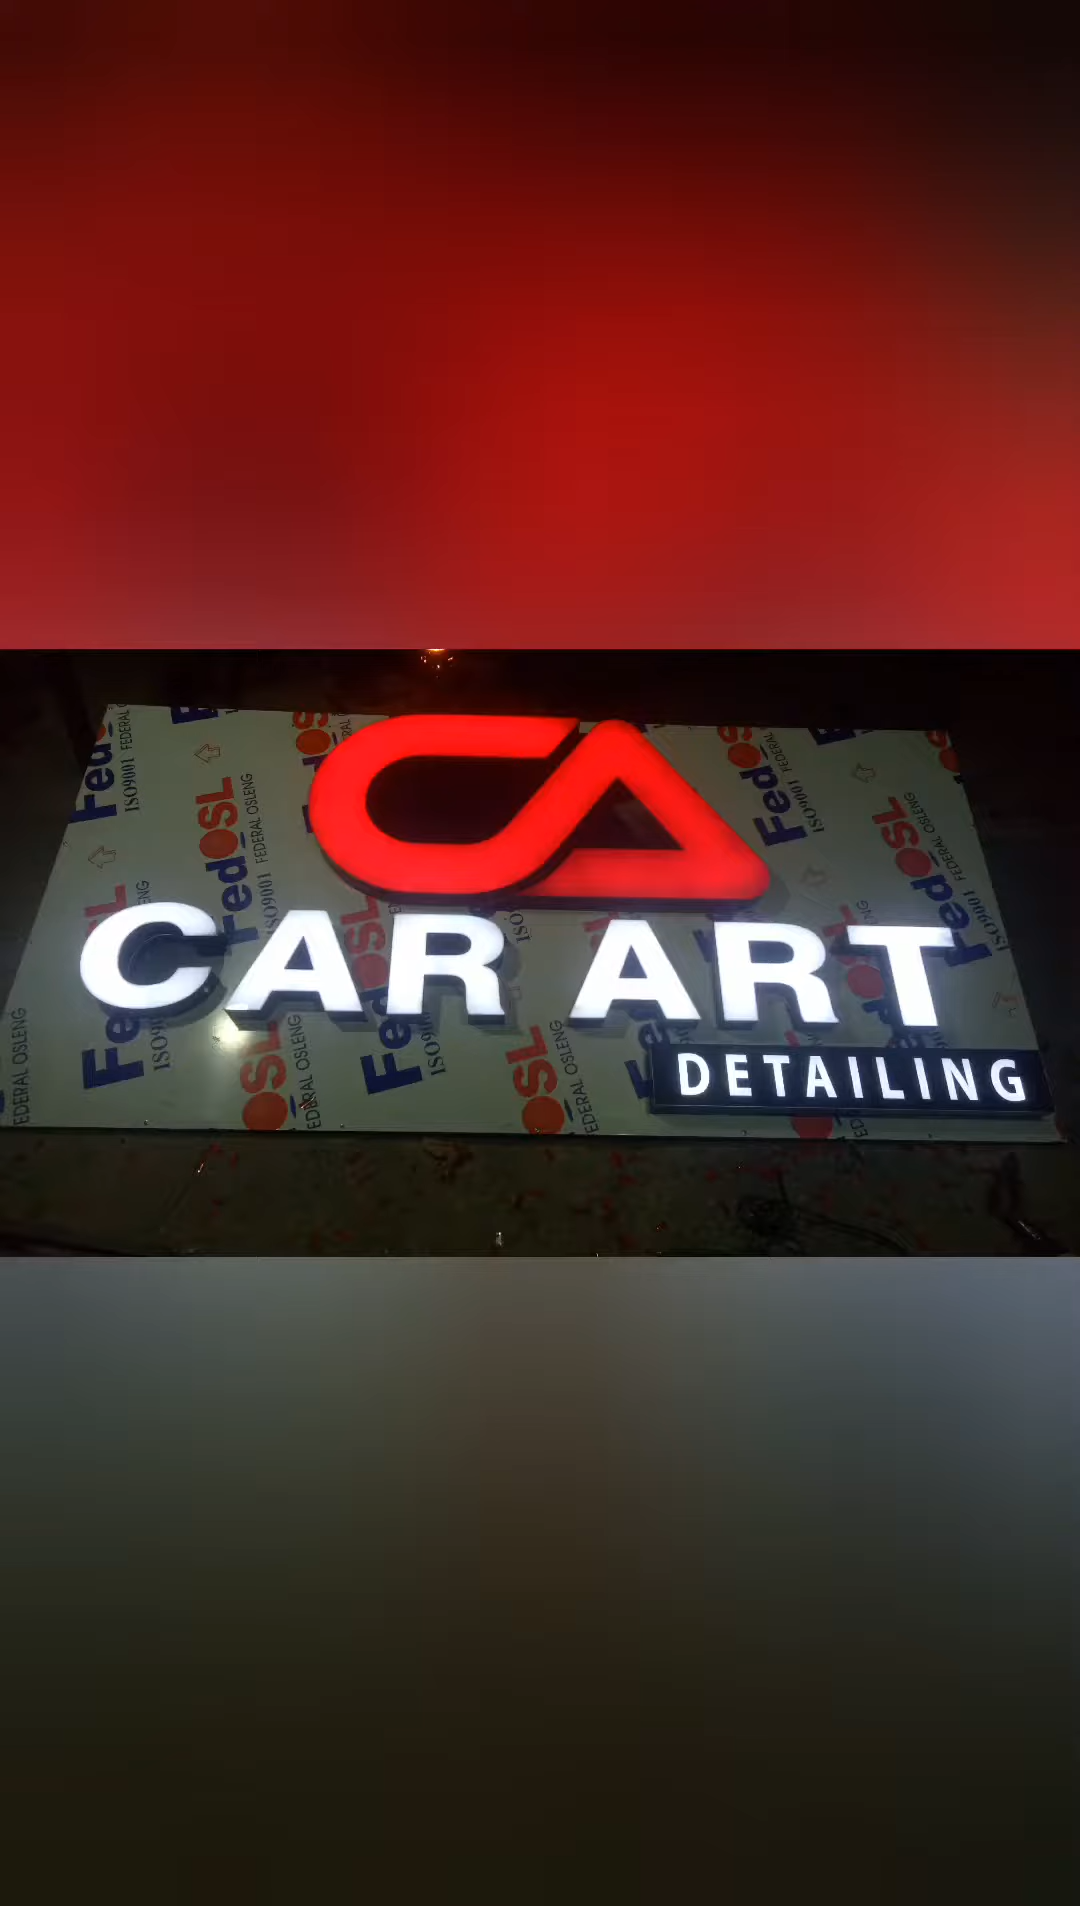 CA
CAR ART
DETAILING
FedOSL
ISO9001 FEDERAL OSLENG